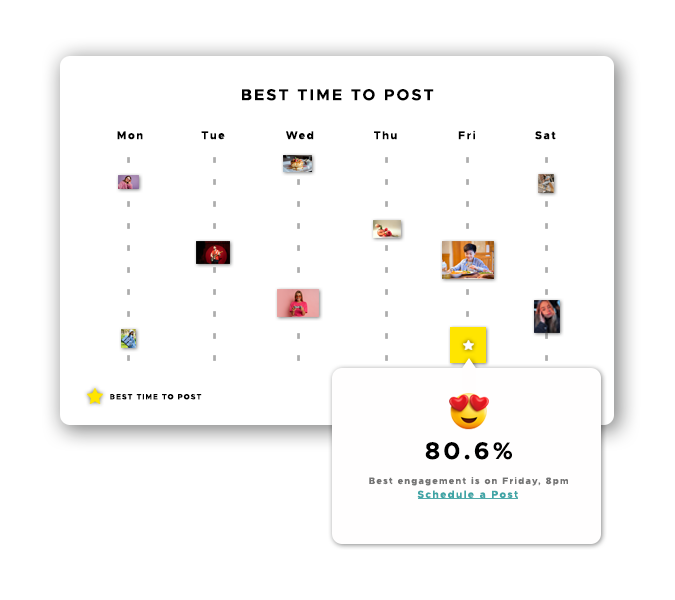 BEST TIME TO POST
Mon Tue Wed Thu Fri Sat
BEST TIME TO POST
80.6%
Best engagement is on Friday, 8pm
Schedule a Post